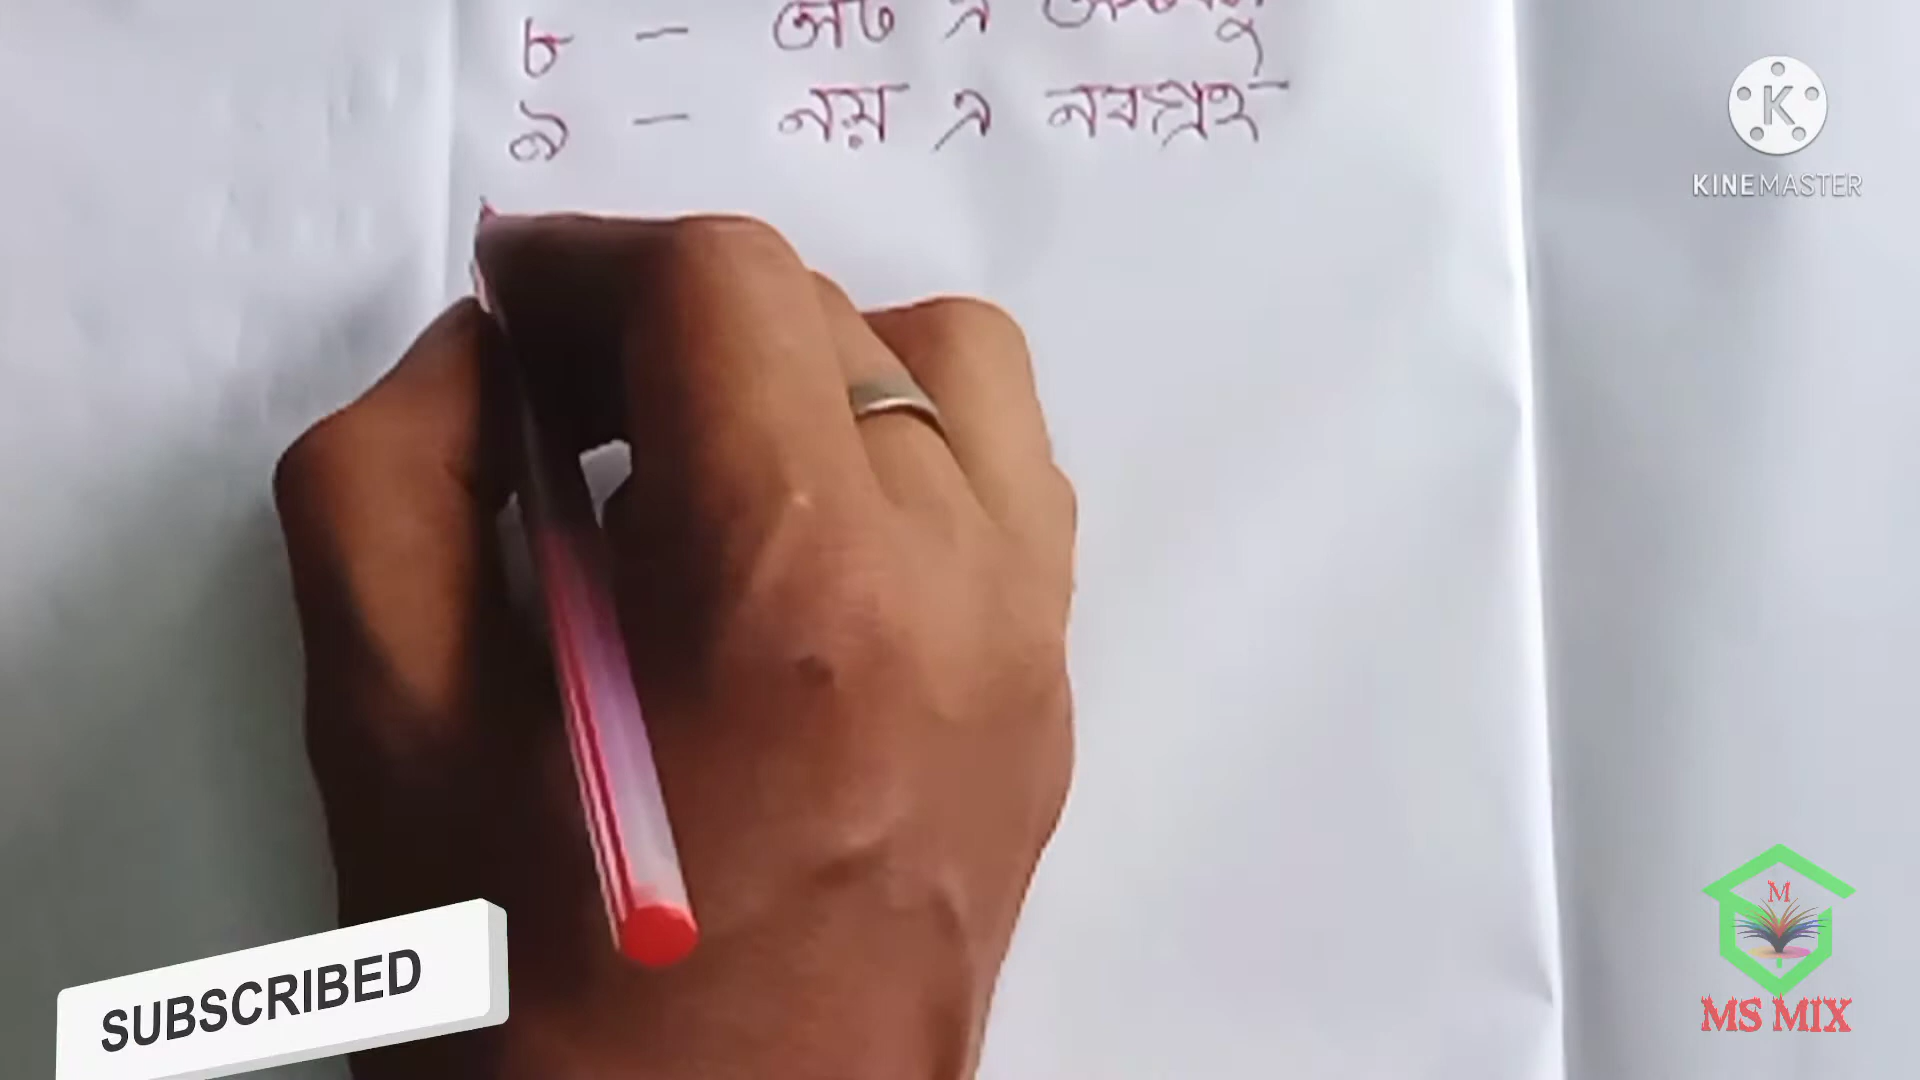 ৮ - আট এ
৯ - নয় এ নবগ্রহ
KINEMASTER
M
MS MIX
SUBSCRIBED